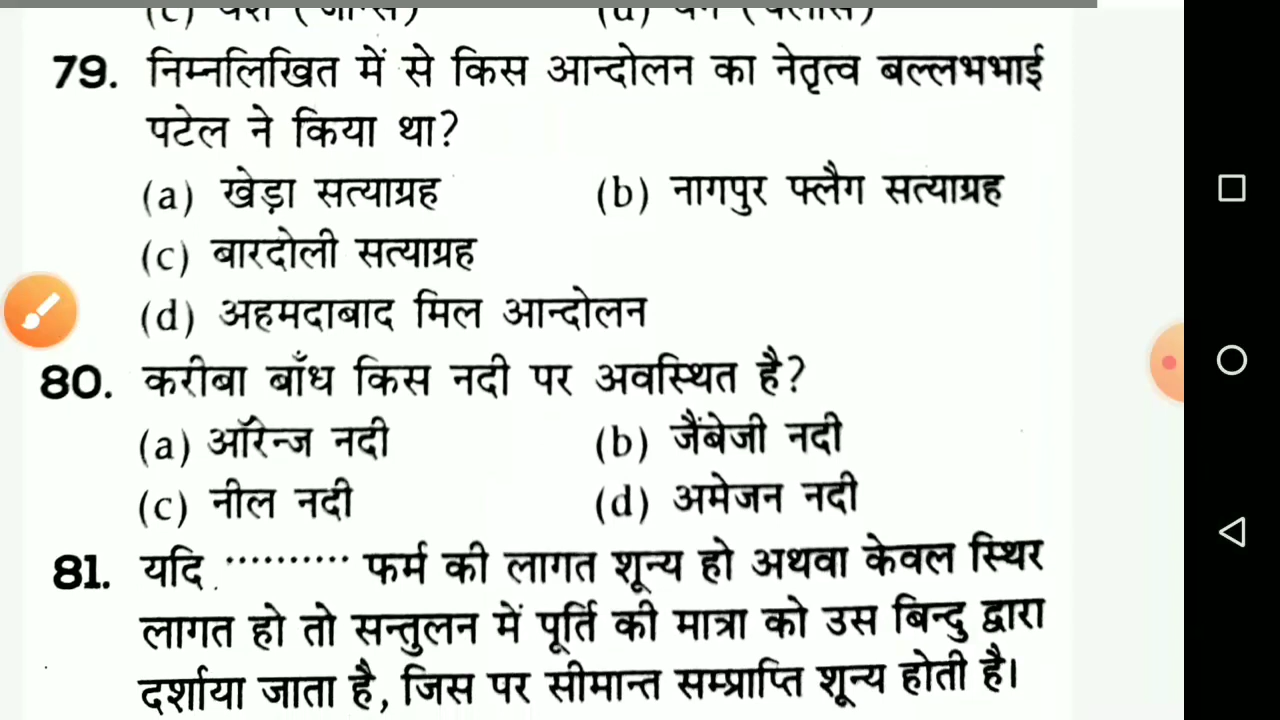 79. निम्नलिखित में से किस आन्दोलन का नेतृत्व बल्लभभाई
पटेल ने किया था?
(a) खेड़ा सत्याग्रह (b) नागपुर फ्लैग सत्याग्रह
(c) बारदोली सत्याग्रह
(d) अहमदाबाद मिल आन्दोलन
80. करीबा बाँध किस नदी पर अवस्थित है?
(a) ऑरेन्ज नदी (b) जैंबेजी नदी
(c) नील नदी (d) अमेजन नदी
81. यदि .......... फर्म की लागत शून्य हो अथवा केवल स्थिर
लागत हो तो सन्तुलन में पूर्ति की मात्रा को उस बिन्दु द्वारा
दर्शाया जाता है, जिस पर सीमान्त सम्प्राप्ति शून्य होती है।